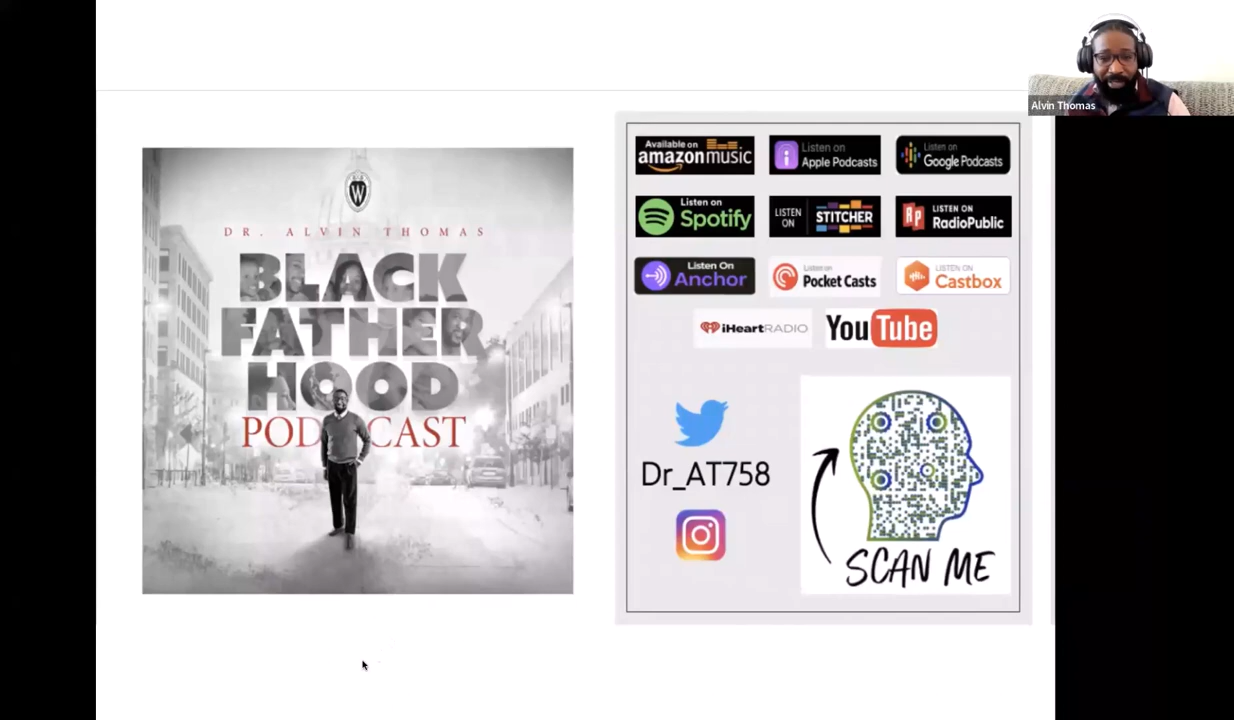 Alvin Thomas
W
DR. ALVIN THOMAS
BLACK
FATHER
HOOD
PODCAST
Available on
amazon music
Listen on
Apple Podcasts
Listen on
Google Podcasts
Listen on
Spotify
LISTEN
ON
STITCHER
Rp
LISTEN ON
RadioPublic
Listen On
Anchor
Listen on
Pocket Casts
LISTEN ON
Castbox
iHeartRADIO
YouTube
Dr_AT758
SCAN ME